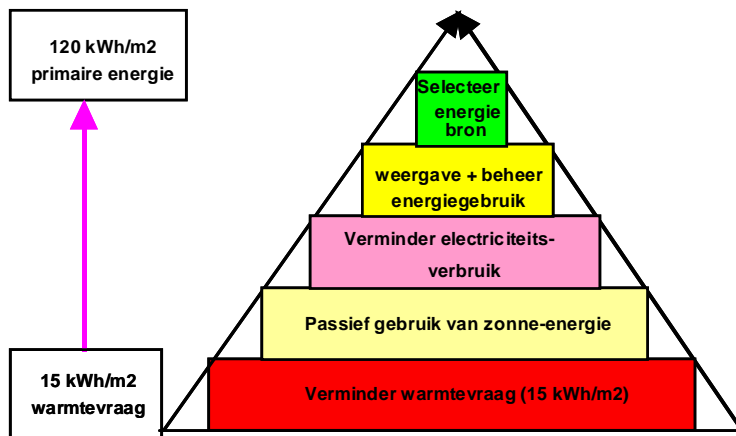 120 kWh/m2
primaire energie
Selecteer
energie
bron
weergave + beheer
energiegebruik
Verminder electriciteits-
verbruik
Passief gebruik van zonne-energie
15 kWh/m2
warmtevraag
Verminder warmtevraag (15 kWh/m2)